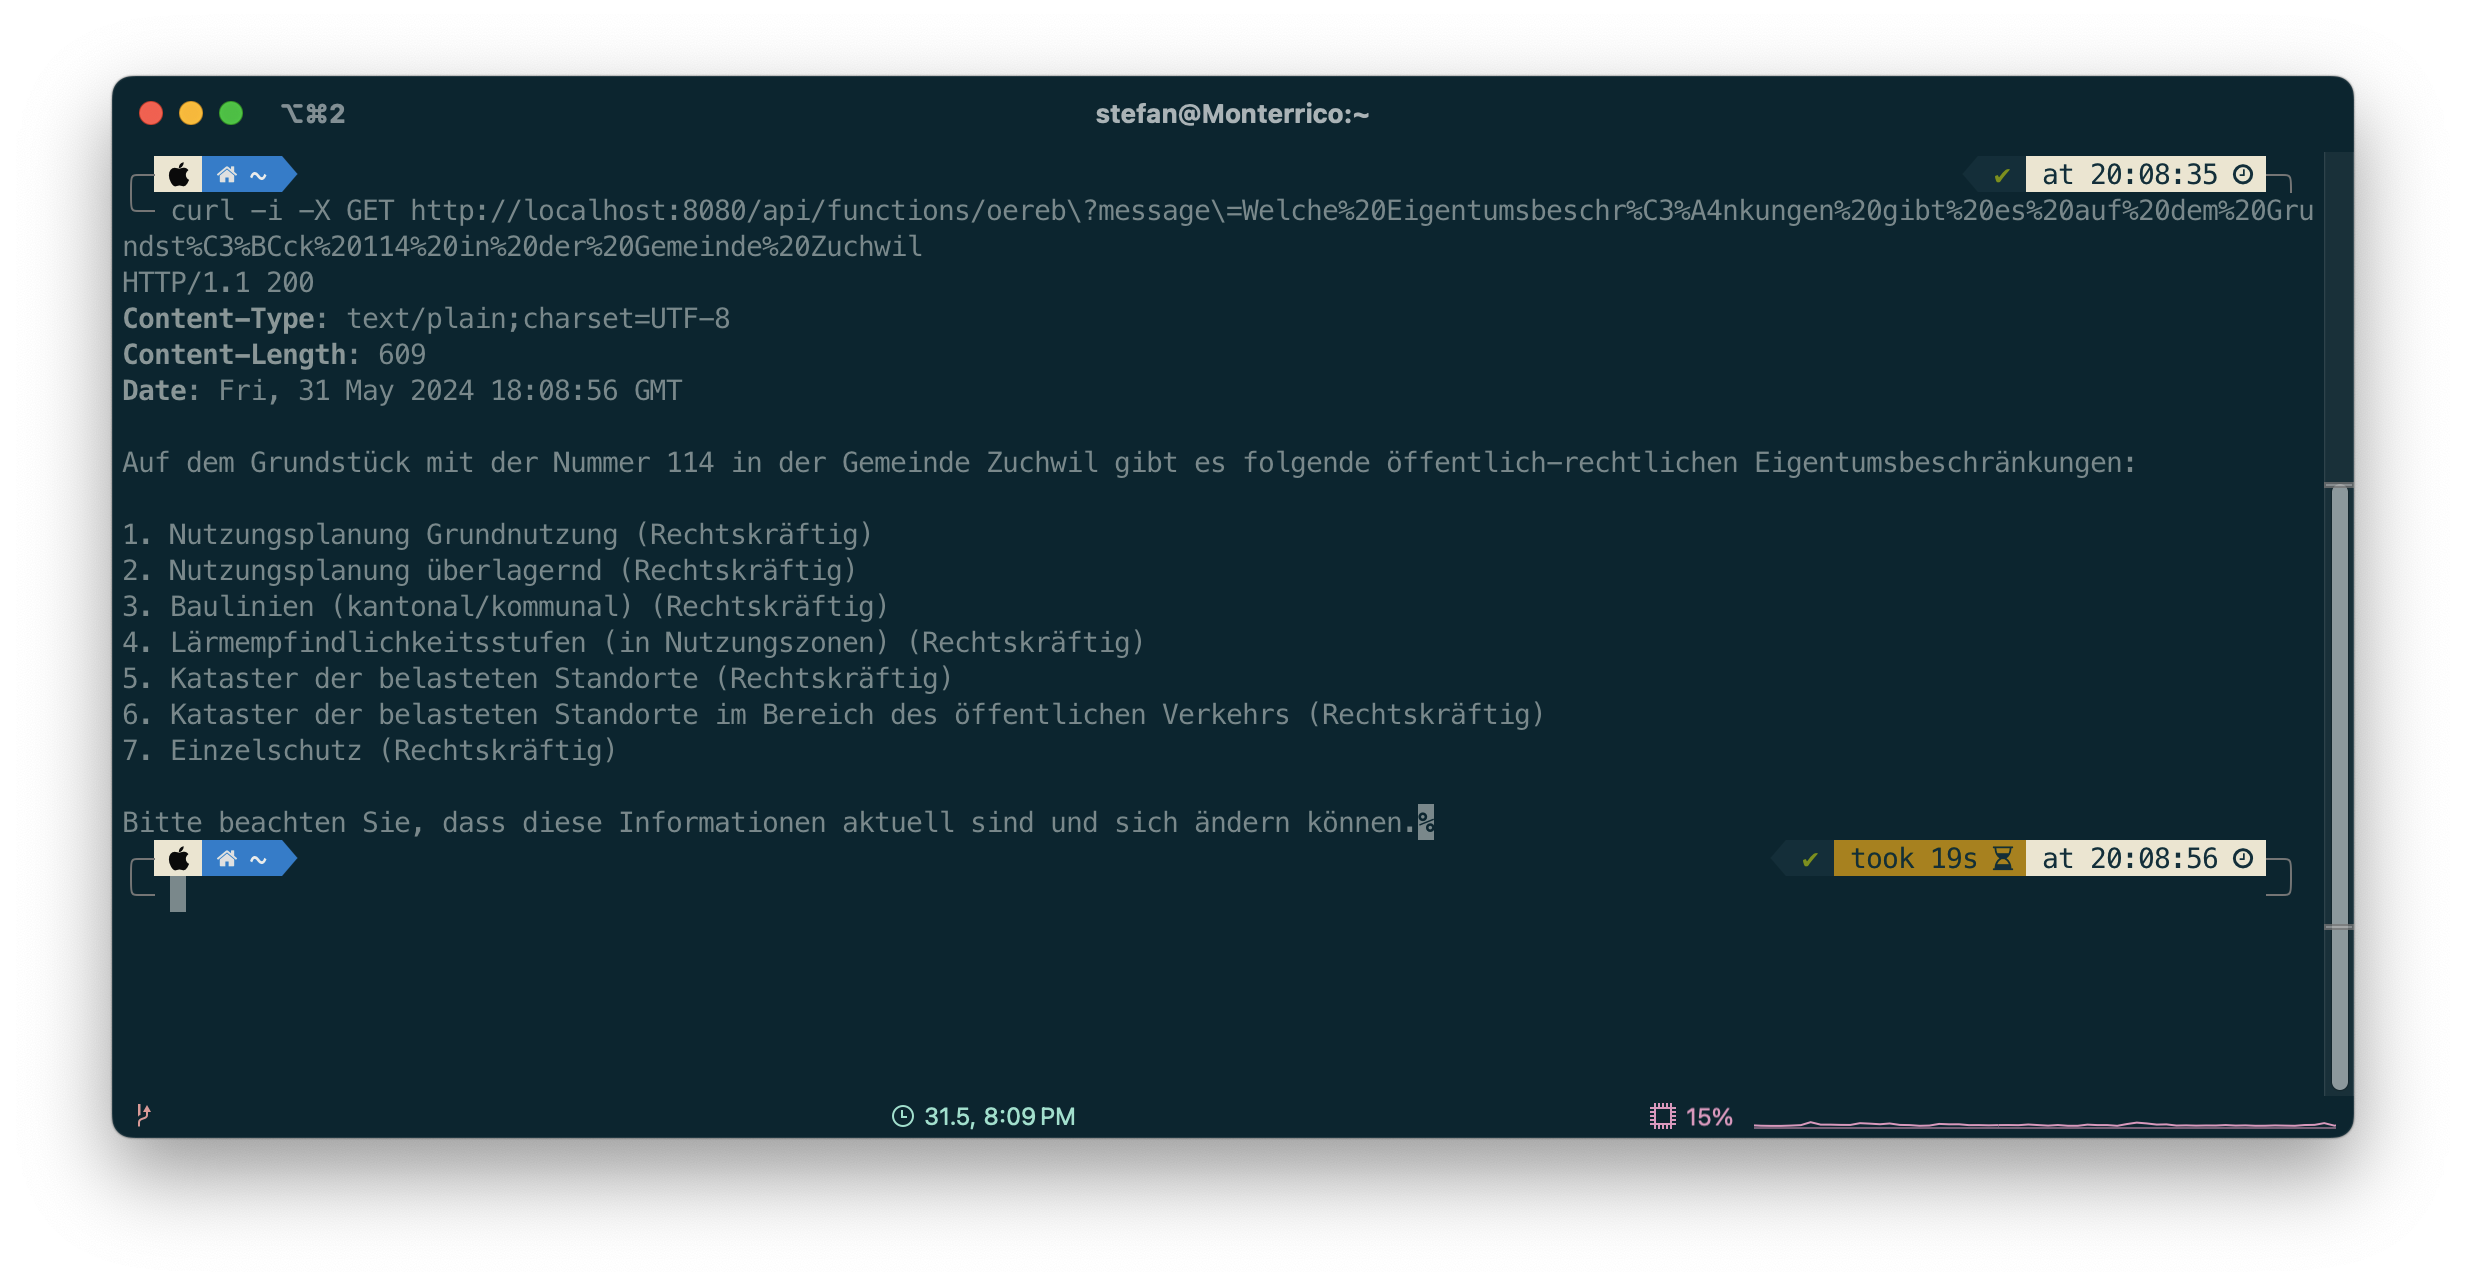 ⌥⌘2 stefan@Monterrico:~
~ ✔ at 20:08:35
curl -i -X GET http://localhost:8080/api/functions/oereb\?message\=Welche%20Eigentumsbeschr%C3%A4nkungen%20gibt%20es%20auf%20dem%20Gru
ndst%C3%BCck%20114%20in%20der%20Gemeinde%20Zuchwil
HTTP/1.1 200
Content-Type: text/plain;charset=UTF-8
Content-Length: 609
Date: Fri, 31 May 2024 18:08:56 GMT
Auf dem Grundstück mit der Nummer 114 in der Gemeinde Zuchwil gibt es folgende öffentlich-rechtlichen Eigentumsbeschränkungen:
1. Nutzungsplanung Grundnutzung (Rechtskräftig)
2. Nutzungsplanung überlagernd (Rechtskräftig)
3. Baulinien (kantonal/kommunal) (Rechtskräftig)
4. Lärmempfindlichkeitsstufen (in Nutzungszonen) (Rechtskräftig)
5. Kataster der belasteten Standorte (Rechtskräftig)
6. Kataster der belasteten Standorte im Bereich des öffentlichen Verkehrs (Rechtskräftig)
7. Einzelschutz (Rechtskräftig)
Bitte beachten Sie, dass diese Informationen aktuell sind und sich ändern können.%
~ ✔ took 19s at 20:08:56
31.5, 8:09 PM 15%